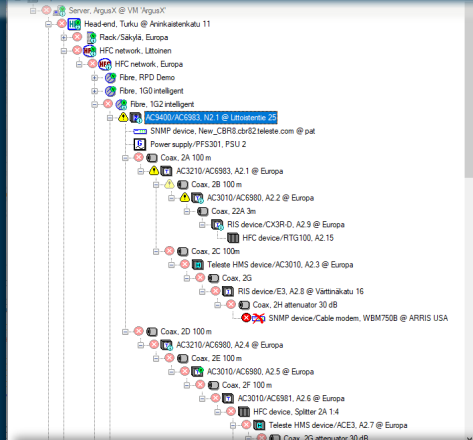 Server, ArgusX @ VM 'ArgusX'
Head-end, Turku @ Aninkaistenkatu 11
Rack/Säkylä, Europa
HFC network, Littoinen
HFC network, Europa
Fibre, RPD Demo
Fibre, 1G0 intelligent
Fibre, 1G2 intelligent
AC9400/AC6983, N2.1 @ Littoistentie 25
SNMP device, New_CBR8.cbr82.teleste.com @ pat
Power supply/PFS301, PSU 2
Coax, 2A 100 m
AC3210/AC6983, A2.1 @ Europa
Coax, 2B 100 m
AC3010/AC6980, A2.2 @ Europa
Coax, 22A 3m
RIS device/CX3R-D, A2.9 @ Europa
HFC device/RTG100, A2.15
Coax, 2C 100m
Teleste HMS device/AC3010, A2.3 @ Europa
Coax, 2G
RIS device/E3, A2.8 @ Värttinäkatu 16
Coax, 2H attenuator 30 dB
SNMP device/Cable modem, WBM750B @ ARRIS USA
Coax, 2D 100 m
AC3210/AC6980, A2.4 @ Europa
Coax, 2E 100 m
AC3010/AC6980, A2.5 @ Europa
Coax, 2F 100 m
AC3010/AC6981, A2.6 @ Europa
HFC device, Splitter 2A 1:4
Teleste HMS device/ACE3, A2.7 @ Europa
Coax, 2G attenuator 30 dB